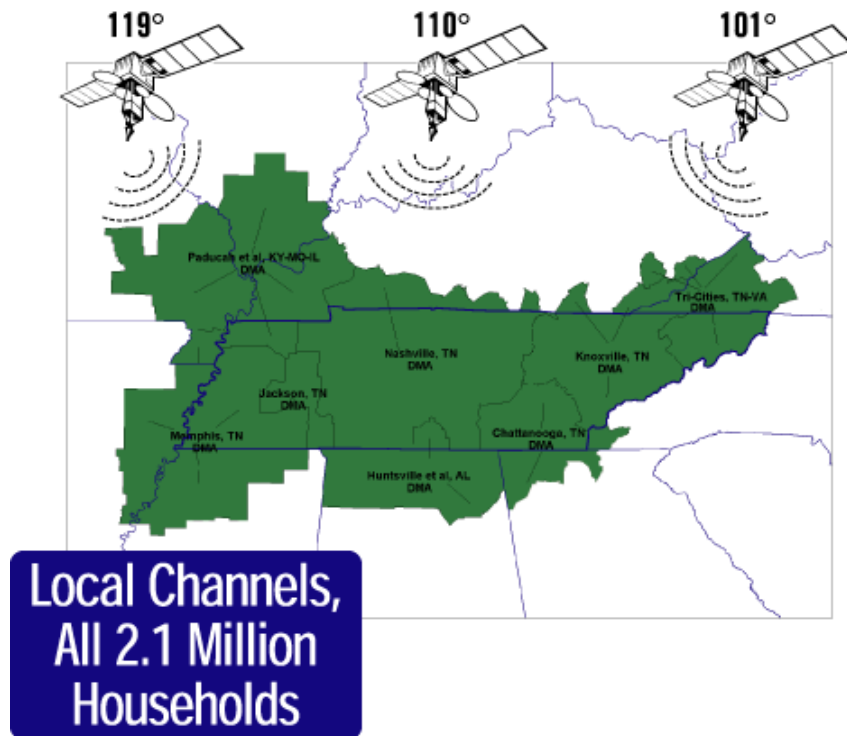 119°
110°
101°
Paducah et al, KY-MO-IL
DMA
Tri-Cities, TN-VA
DMA
Nashville, TN
DMA
Knoxville, TN
DMA
Jackson, TN
DMA
Memphis, TN
DMA
Chattanooga, TN
DMA
Huntsville et al, AL
DMA
Local Channels,
All 2.1 Million
Households